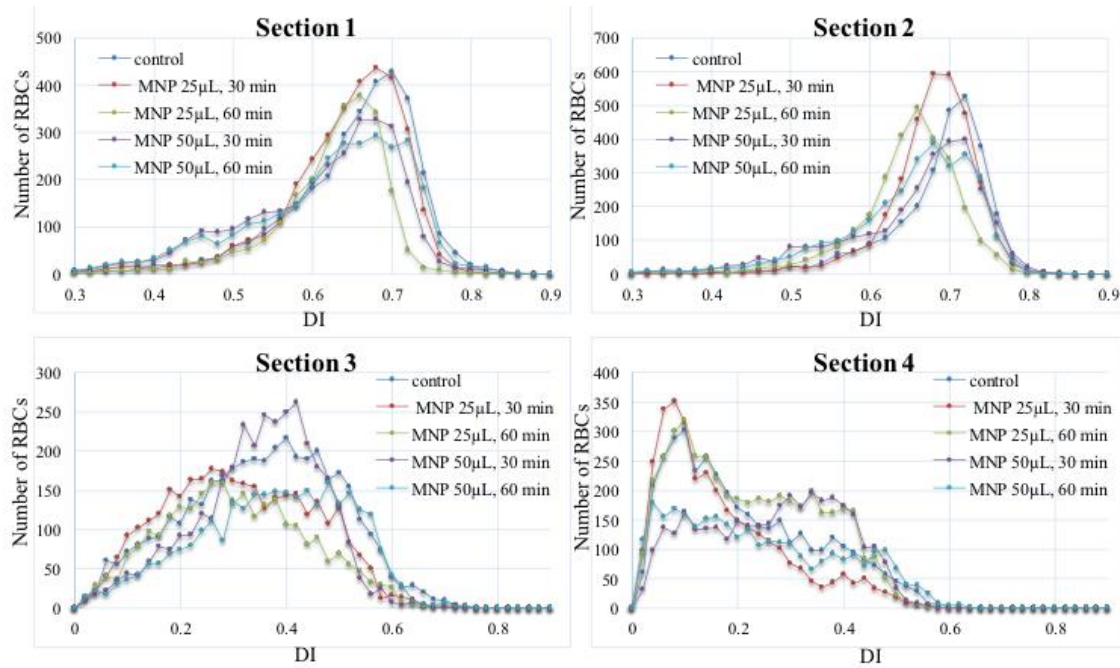 Section 1
500
400
300
200
100
0
Number of RBCs
control
MNP 25µL, 30 min
MNP 25µL, 60 min
MNP 50µL, 30 min
MNP 50µL, 60 min
0.3 0.4 0.5 0.6 0.7 0.8 0.9
DI
Section 2
700
600
500
400
300
200
100
0
Number of RBCs
control
MNP 25µL, 30 min
MNP 25µL, 60 min
MNP 50µL, 30 min
MNP 50µL, 60 min
0.3 0.4 0.5 0.6 0.7 0.8 0.9
DI
Section 3
300
250
200
150
100
50
0
Number of RBCs
control
MNP 25µL, 30 min
MNP 25µL, 60 min
MNP 50µL, 30 min
MNP 50µL, 60 min
0 0.2 0.4 0.6 0.8
DI
Section 4
400
350
300
250
200
150
100
50
0
Number of RBCs
control
MNP 25µL, 30 min
MNP 25µL, 60 min
MNP 50µL, 30 min
MNP 50µL, 60 min
0 0.2 0.4 0.6 0.8
DI